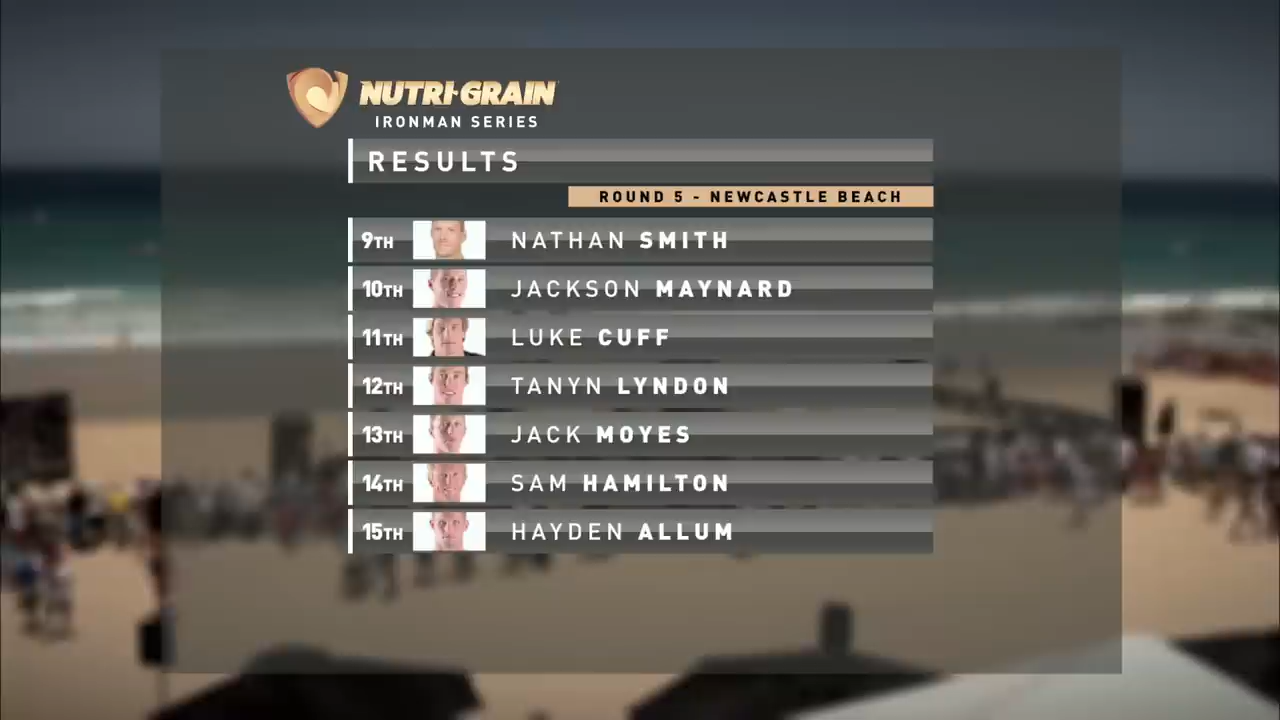 NUTRI-GRAIN
IRONMAN SERIES
RESULTS
ROUND 5 - NEWCASTLE BEACH
9TH NATHAN SMITH
10TH JACKSON MAYNARD
11TH LUKE CUFF
12TH TANYN LYNDON
13TH JACK MOYES
14TH SAM HAMILTON
15TH HAYDEN ALLUM